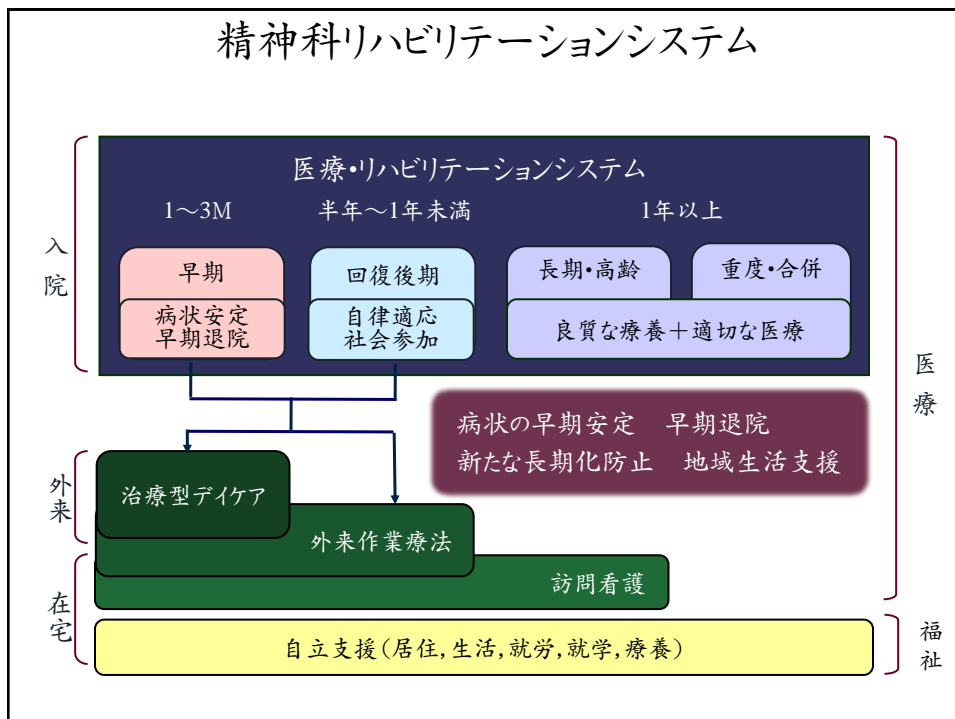 精神科リハビリテーションシステム
医療・リハビリテーションシステム
1～3M
半年～1年未満
1年以上
入院
早期
病状安定
早期退院
回復後期
自律適応
社会参加
長期・高齢
重度・合併
良質な療養＋適切な医療
医療
病状の早期安定 早期退院
新たな長期化防止 地域生活支援
外来
治療型デイケア
外来作業療法
訪問看護
在宅
自立支援(居住,生活,就労,就学,療養)
福祉